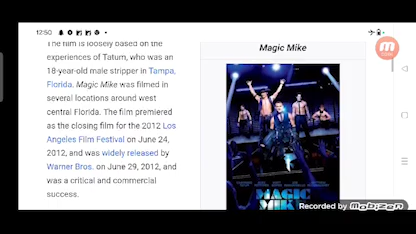 12:50
The film is loosely based on the
experiences of Tatum, who was an
18-year-old male stripper in Tampa,
Florida. Magic Mike was filmed in
several locations around west
central Florida. The film premiered
as the closing film for the 2012 Los
Angeles Film Festival on June 24,
2012, and was widely released by
Warner Bros. on June 29, 2012, and
was a critical and commercial
success.
Magic Mike
MAGIC
MIKE
Recorded by Mobizen